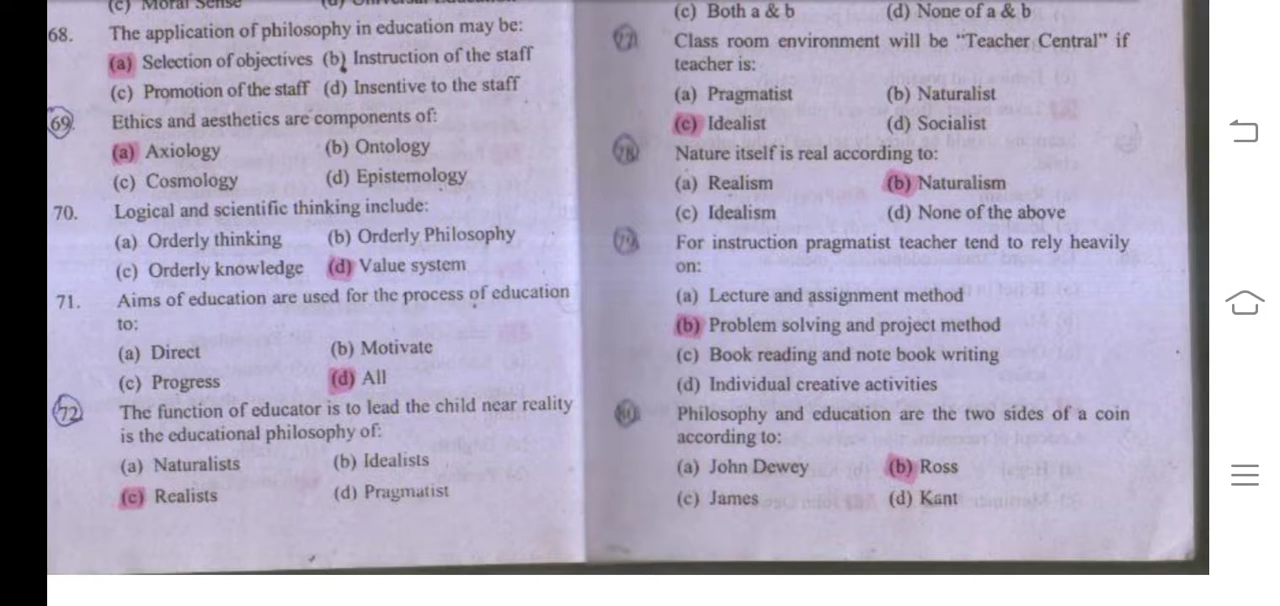 (c) Moral Sense
68. The application of philosophy in education may be:
(a) Selection of objectives (b) Instruction of the staff
(c) Promotion of the staff (d) Insentive to the staff
69. Ethics and aesthetics are components of:
(a) Axiology (b) Ontology
(c) Cosmology (d) Epistemology
70. Logical and scientific thinking include:
(a) Orderly thinking (b) Orderly Philosophy
(c) Orderly knowledge (d) Value system
71. Aims of education are used for the process of education
to:
(a) Direct (b) Motivate
(c) Progress (d) All
72. The function of educator is to lead the child near reality
is the educational philosophy of:
(a) Naturalists (b) Idealists
(c) Realists (d) Pragmatist
(c) Both a & b (d) None of a & b
77. Class room environment will be "Teacher Central" if
teacher is:
(a) Pragmatist (b) Naturalist
(c) Idealist (d) Socialist
78. Nature itself is real according to:
(a) Realism (b) Naturalism
(c) Idealism (d) None of the above
79. For instruction pragmatist teacher tend to rely heavily
on:
(a) Lecture and assignment method
(b) Problem solving and project method
(c) Book reading and note book writing
(d) Individual creative activities
80. Philosophy and education are the two sides of a coin
according to:
(a) John Dewey (b) Ross
(c) James (d) Kant